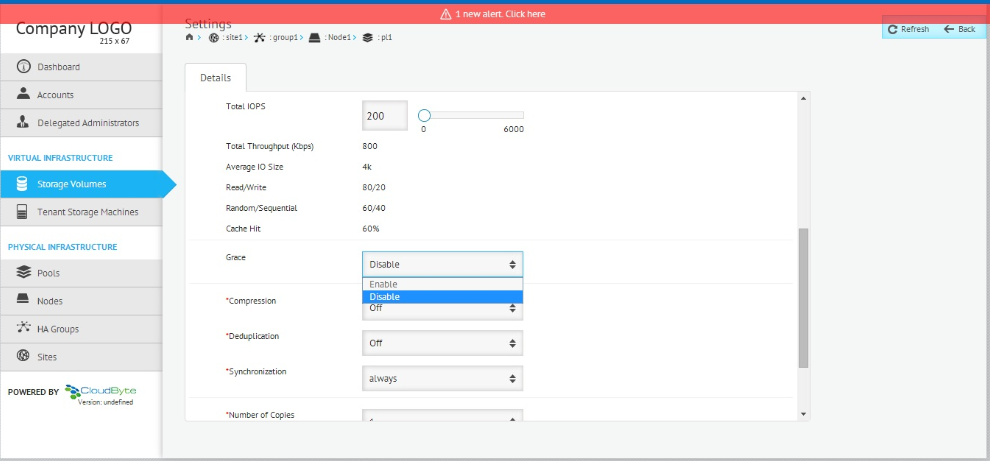 1 new alert. Click here
Company LOGO
215 x 67
Settings
: site1 > : group1 > : Node1 > : pl1
Refresh
Back
Dashboard
Accounts
Delegated Administrators
VIRTUAL INFRASTRUCTURE
Storage Volumes
Tenant Storage Machines
PHYSICAL INFRASTRUCTURE
Pools
Nodes
HA Groups
Sites
POWERED BY CloudByte
Version: undefined
Details
Total IOPS 200
0 6000
Total Throughput (Kbps) 800
Average IO Size 4k
Read/Write 80/20
Random/Sequential 60/40
Cache Hit 60%
Grace Disable
Enable
Disable
*Compression Off
*Deduplication Off
*Synchronization always
*Number of Copies